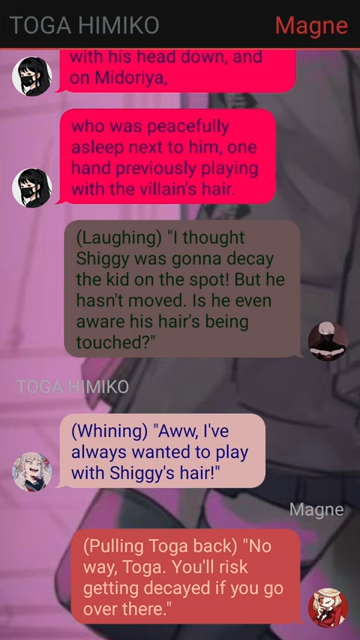 TOGA HIMIKO Magne
with his head down, and
on Midoriya,
who was peacefully
asleep next to him, one
hand previously playing
with the villain's hair.
(Laughing) "I thought
Shiggy was gonna decay
the kid on the spot! But he
hasn't moved. Is he even
aware his hair's being
touched?"
TOGA HIMIKO
(Whining) "Aww, I've
always wanted to play
with Shiggy's hair!"
Magne
(Pulling Toga back) "No
way, Toga. You'll risk
getting decayed if you go
over there."